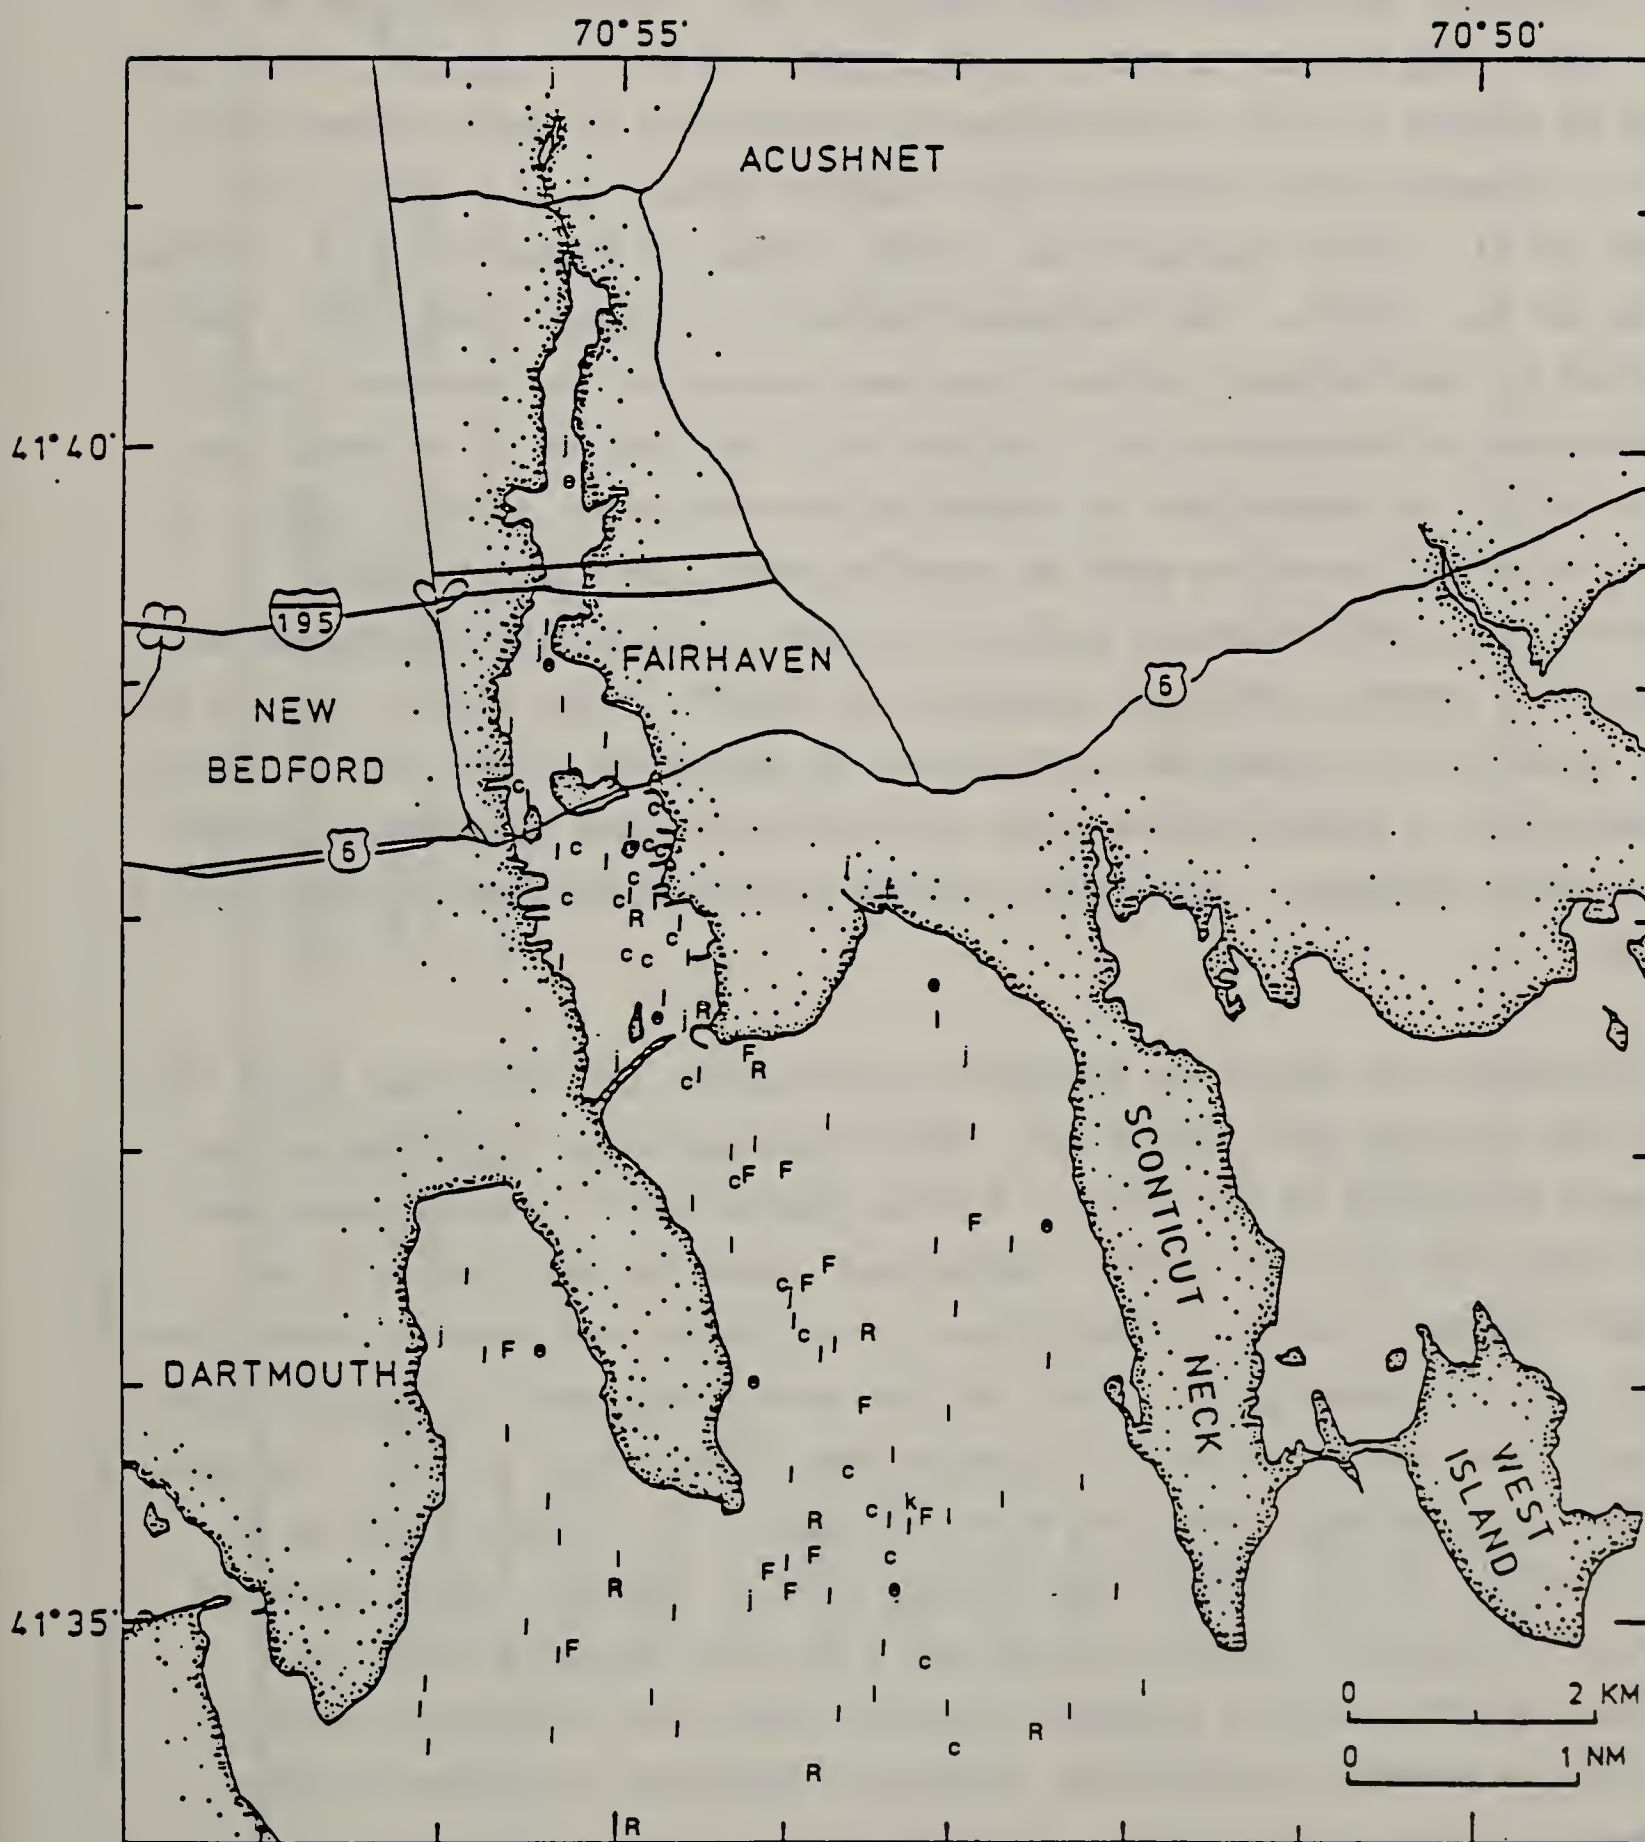 70°55' 70°50'
j
ACUSHNET
41°40'
j
e
195
j
e
FAIRHAVEN
6
NEW
BEDFORD
c
c
6
c
c
c
c
c
R
c
c c
j R
j
j
F
R
c
j
c F F
SCONTICUT NECK
F e
F
c F
j
c R
j
F e
DARTMOUTH
e
F
WEST
ISLAND
c
k
c F
R
F c
F
R j F e
41°35'
F
c
0 2 KM
R
c
0 1 NM
R
R